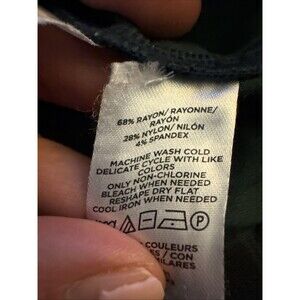 68% RAYON/RAYONNE/
RAYÓN
28% NYLON/NILÓN
4% SPANDEX
MACHINE WASH COLD
DELICATE CYCLE WITH LIKE
COLORS
ONLY NON-CHLORINE
BLEACH WHEN NEEDED
RESHAPE DRY FLAT
COOL IRON WHEN NEEDED
P
COULEURS
/ CON
IMILARES